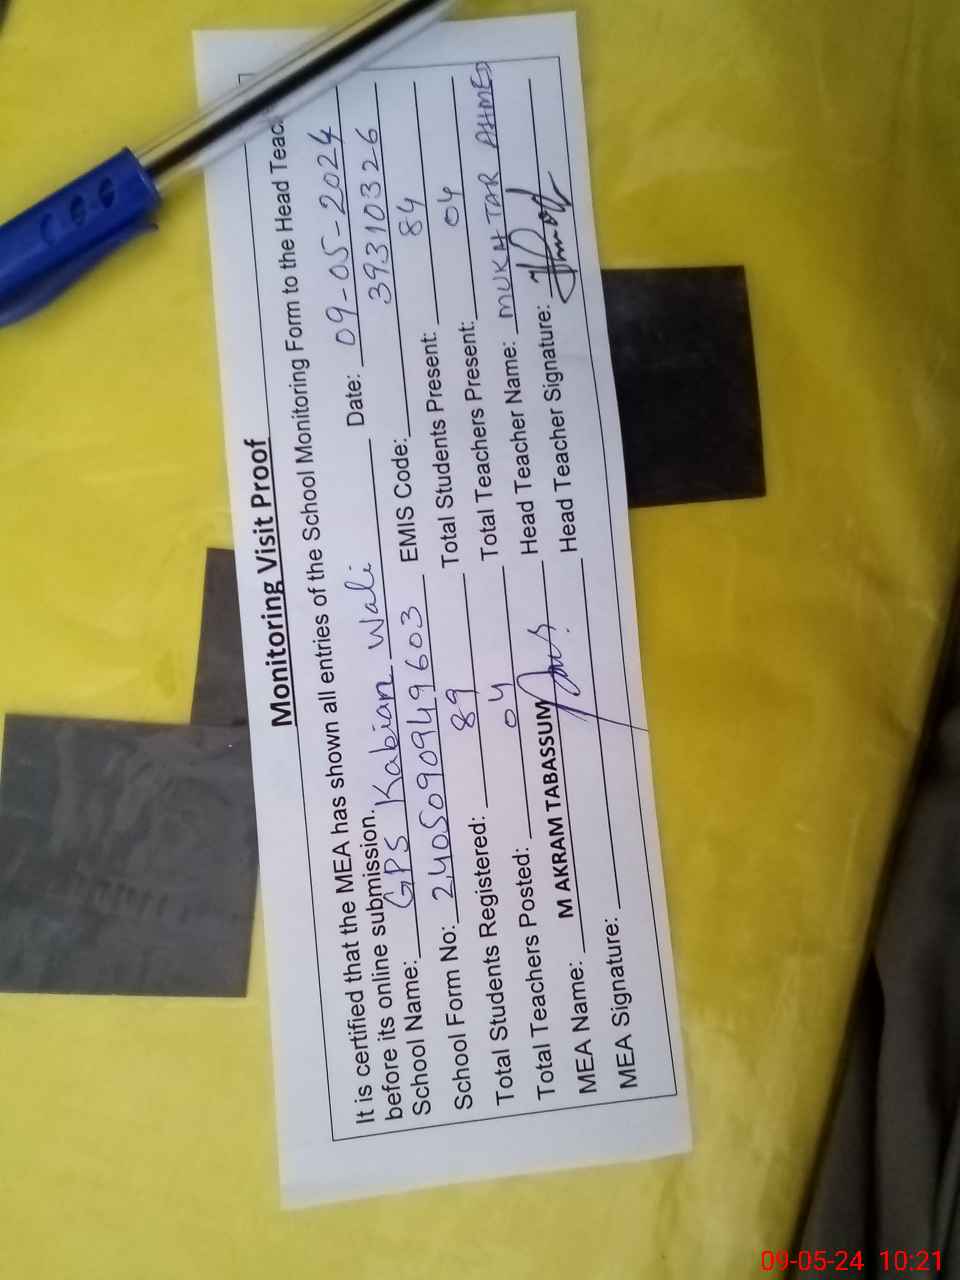 Monitoring Visit Proof
It is certified that the MEA has shown all entries of the School Monitoring Form to the Head Teac
before its online submission.
School Name: GPS Kabian Wali Date: 09-05-2024
School Form No: 2405090949603 EMIS Code: 39310326
Total Students Registered: 89 Total Students Present: 84
Total Teachers Posted: 04 Total Teachers Present: 04
MEA Name: M AKRAM TABASSUM Head Teacher Name: MUKHTAR AHMED
MEA Signature: Head Teacher Signature:
09-05-24 10:21